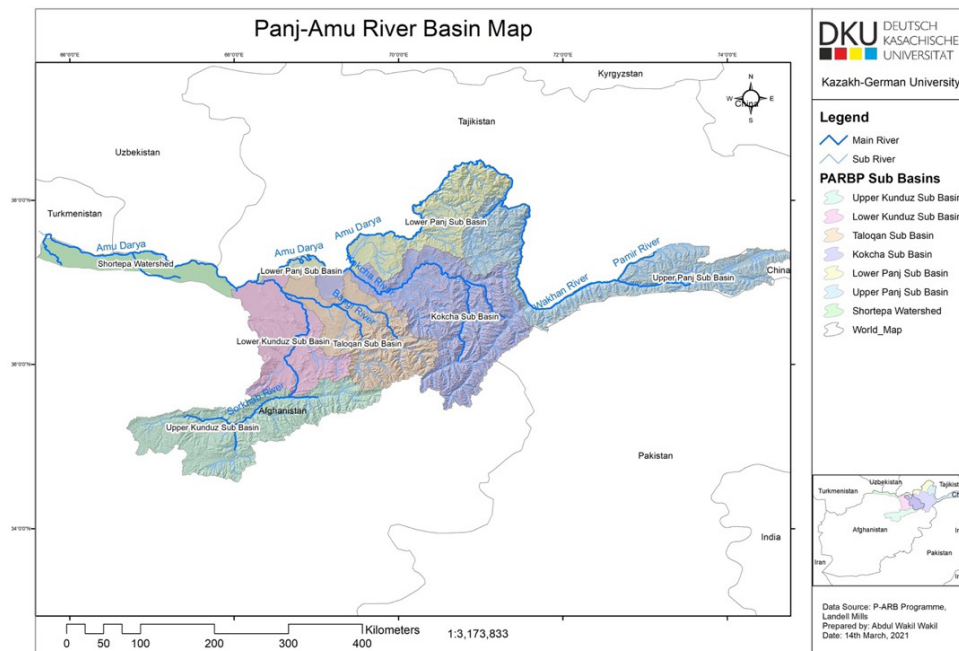 Panj-Amu River Basin Map
66°0'0"E
68°0'0"E
70°0'0"E
72°0'0"E
74°0'0"E
38°0'0"N
36°0'0"N
34°0'0"N
Kyrgyzstan
N
W
E
S
China
Tajikistan
Uzbekistan
Turkmenistan
Amu Darya
Shortepa Watershed
Amu Darya
Amu Darya
Lower Panj Sub Basin
Lower Panj Sub Basin
Kokcha River
Bangi River
Pamir River
Upper Panj Sub Basin
China
Wakhan River
Kokcha Sub Basin
Lower Kunduz Sub Basin
Taloqan Sub Basin
Sorkhab River
Afghanistan
Upper Kunduz Sub Basin
Pakistan
India
0 50 100 200 300 400
Kilometers
1:3,173,833
DKU
DEUTSCH
KASACHISCHE
UNIVERSITÄT
Kazakh-German University
Legend
Main River
Sub River
PARBP Sub Basins
Upper Kunduz Sub Basin
Lower Kunduz Sub Basin
Taloqan Sub Basin
Kokcha Sub Basin
Lower Panj Sub Basin
Upper Panj Sub Basin
Shortepa Watershed
World_Map
Uzbekistan
Turkmenistan
Tajikist
Ch
Afghanistan
Pakistan
Iran
In
In
Data Source: P-ARB Programme,
Landell Mills
Prepared by: Abdul Wakil Wakil
Date: 14th March, 2021